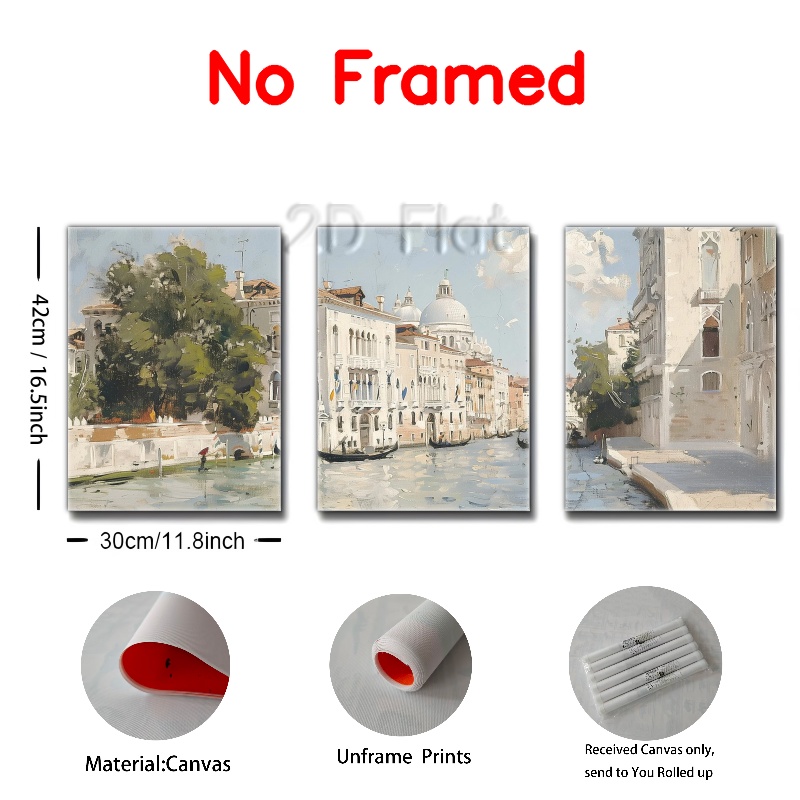 No Framed
2D Flat
42cm / 16.5inch
30cm/11.8inch
Material:Canvas
Unframe Prints
Received Canvas only,
send to You Rolled up